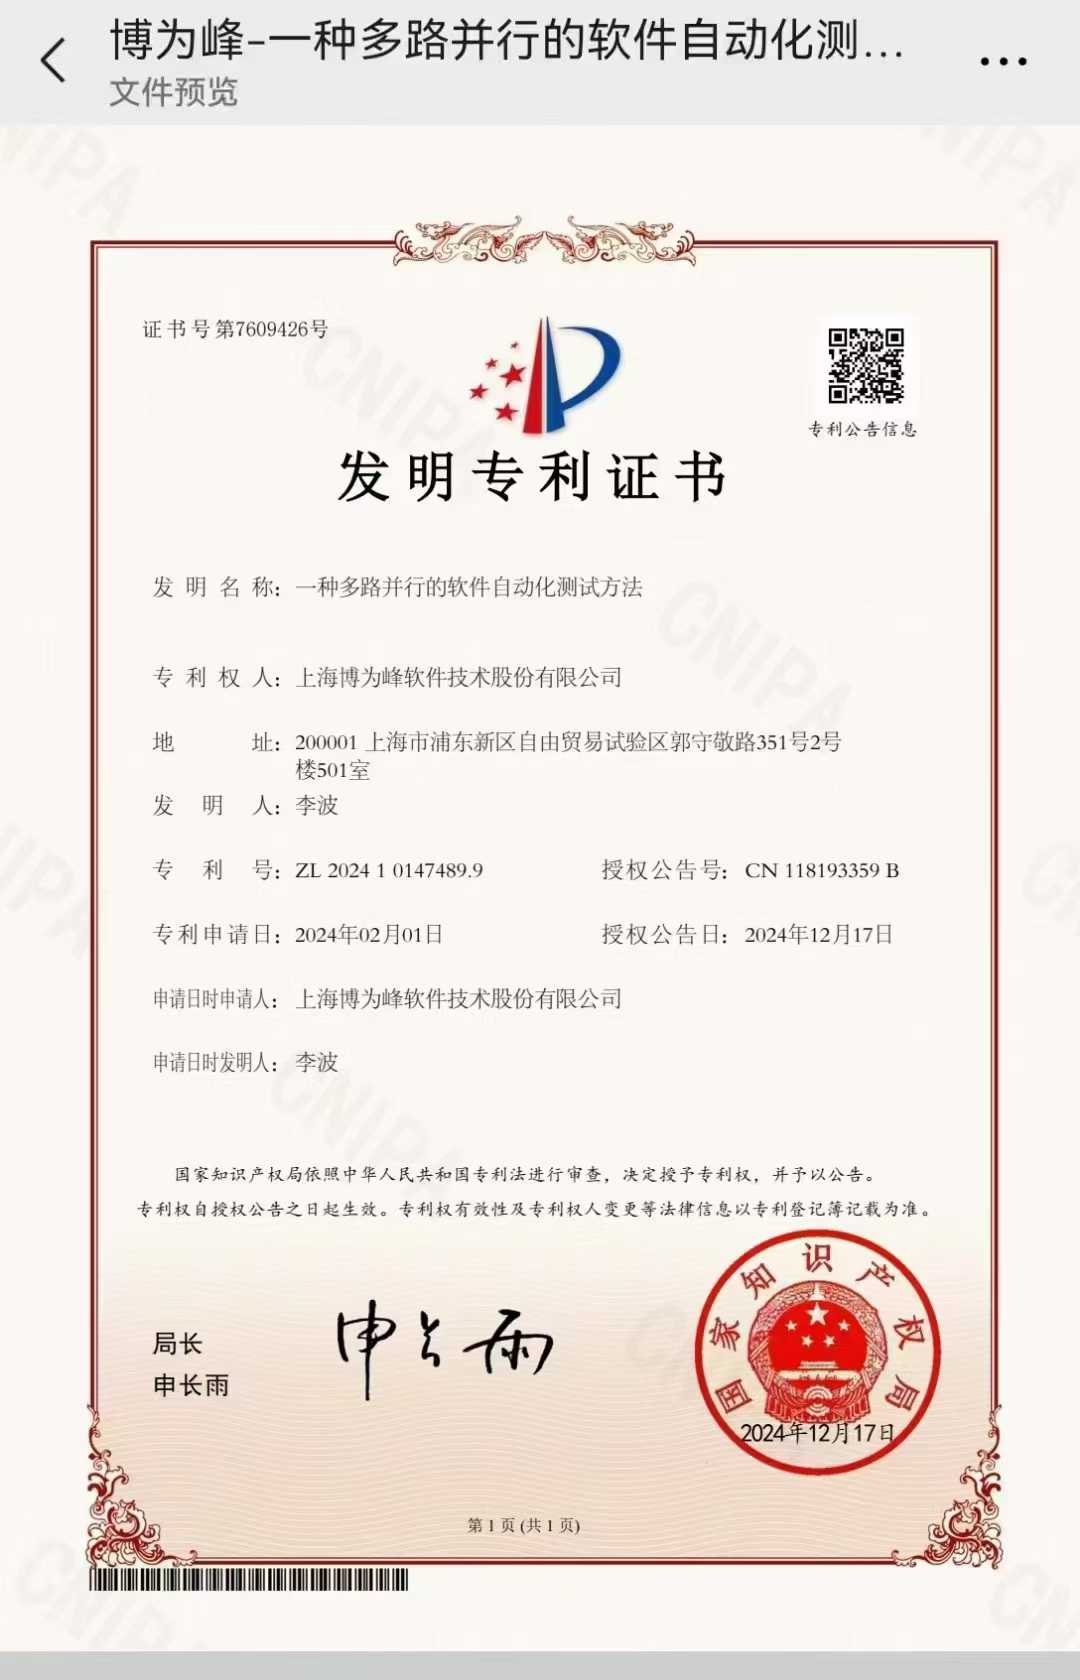 博为峰-一种多路并行的软件自动化测...
文件预览
证书号第7609426号
专利公告信息
发明专利证书
发明名称：一种多路并行的软件自动化测试方法
专利权人：上海博为峰软件技术股份有限公司
地址：200001 上海市浦东新区自由贸易试验区郭守敬路351号2号
楼501室
发明人：李波
专利号：ZL 2024 1 0147489.9 授权公告号：CN 118193359 B
专利申请日：2024年02月01日 授权公告日：2024年12月17日
申请日时申请人：上海博为峰软件技术股份有限公司
申请日时发明人：李波
国家知识产权局依照中华人民共和国专利法进行审查，决定授予专利权，并予以公告。
专利权自授权公告之日起生效。专利权有效性及专利权人变更等法律信息以专利登记簿记载为准。
局长
申长雨
申长雨
国家知识产权局
2024年12月17日
第 1 页 (共 1 页)
CNIPA